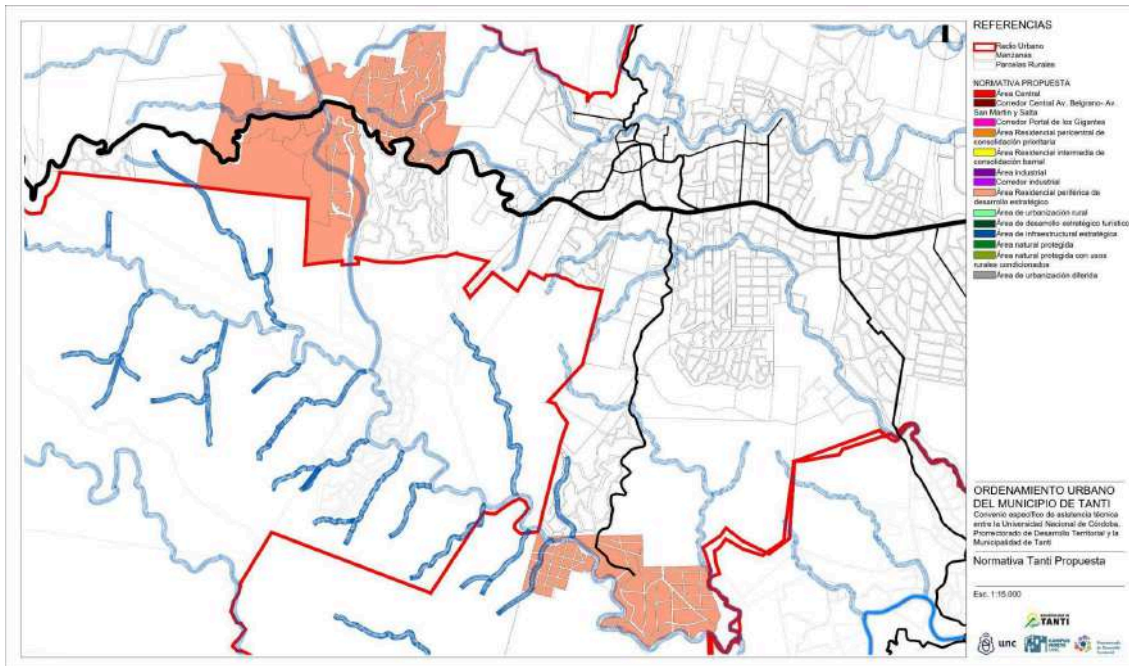 REFERENCIAS
Radio Urbano
Manzanas
Parcelas Rurales
NORMATIVA PROPUESTA
Área Central
Corredor Central Av. Belgrano- Av.
San Martín y Salta
Corredor Portal de los Gigantes
Área Residencial pericentral de
consolidación prioritaria
Área Residencial intermedia de
consolidación barrial
Área industrial
Corredor industrial
Área Residencial periférica de
desarrollo estratégico
Área de urbanización rural
Área de desarrollo estratégico turístico
Área de infraestructural estratégica
Área natural protegida
Área natural protegida con usos
rurales condicionados
Área de urbanización diferida
ORDENAMIENTO URBANO
DEL MUNICIPIO DE TANTI
Convenio específico de asistencia técnica
entre la Universidad Nacional de Córdoba,
Prorrectorado de Desarrollo Territorial y la
Municipalidad de Tanti
Normativa Tanti Propuesta
Esc. 1:15.000
TANTI
unc